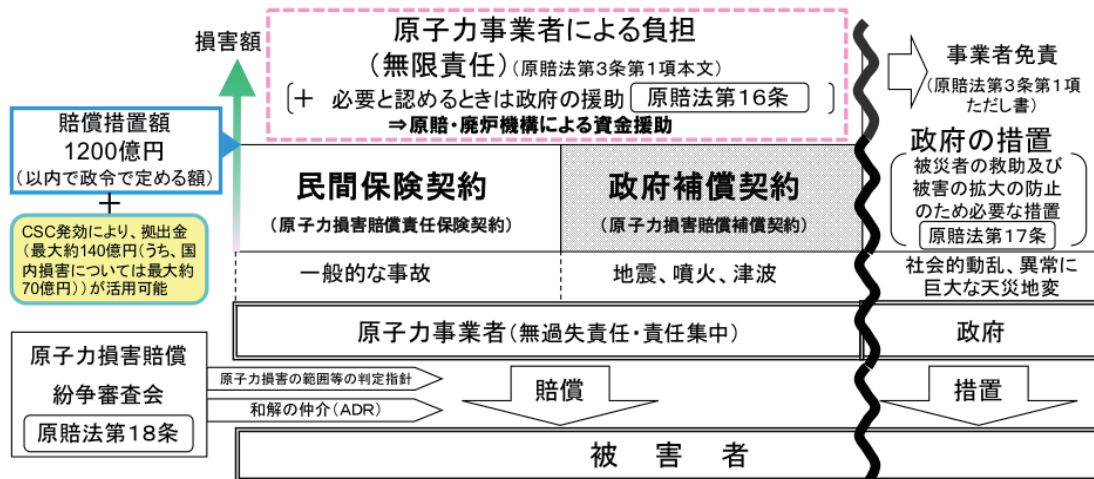 損害額
原子力事業者による負担
(無限責任)(原賠法第3条第1項本文)
＋ 必要と認めるときは政府の援助 原賠法第16条
⇒原賠・廃炉機構による資金援助
事業者免責
(原賠法第3条第1項
ただし書)
賠償措置額
1200億円
(以内で政令で定める額)
＋
CSC発効により、拠出金
(最大約140億円(うち、国
内損害については最大約
70億円))が活用可能
民間保険契約
(原子力損害賠償責任保険契約)
政府補償契約
(原子力損害賠償補償契約)
政府の措置
被災者の救助及び
被害の拡大の防止
のため必要な措置
原賠法第17条
一般的な事故
地震、噴火、津波
社会的動乱、異常に
巨大な天災地変
原子力事業者(無過失責任・責任集中)
政府
原子力損害賠償
紛争審査会
原賠法第18条
原子力損害の範囲等の判定指針
和解の仲介(ADR)
賠償
措置
被害者